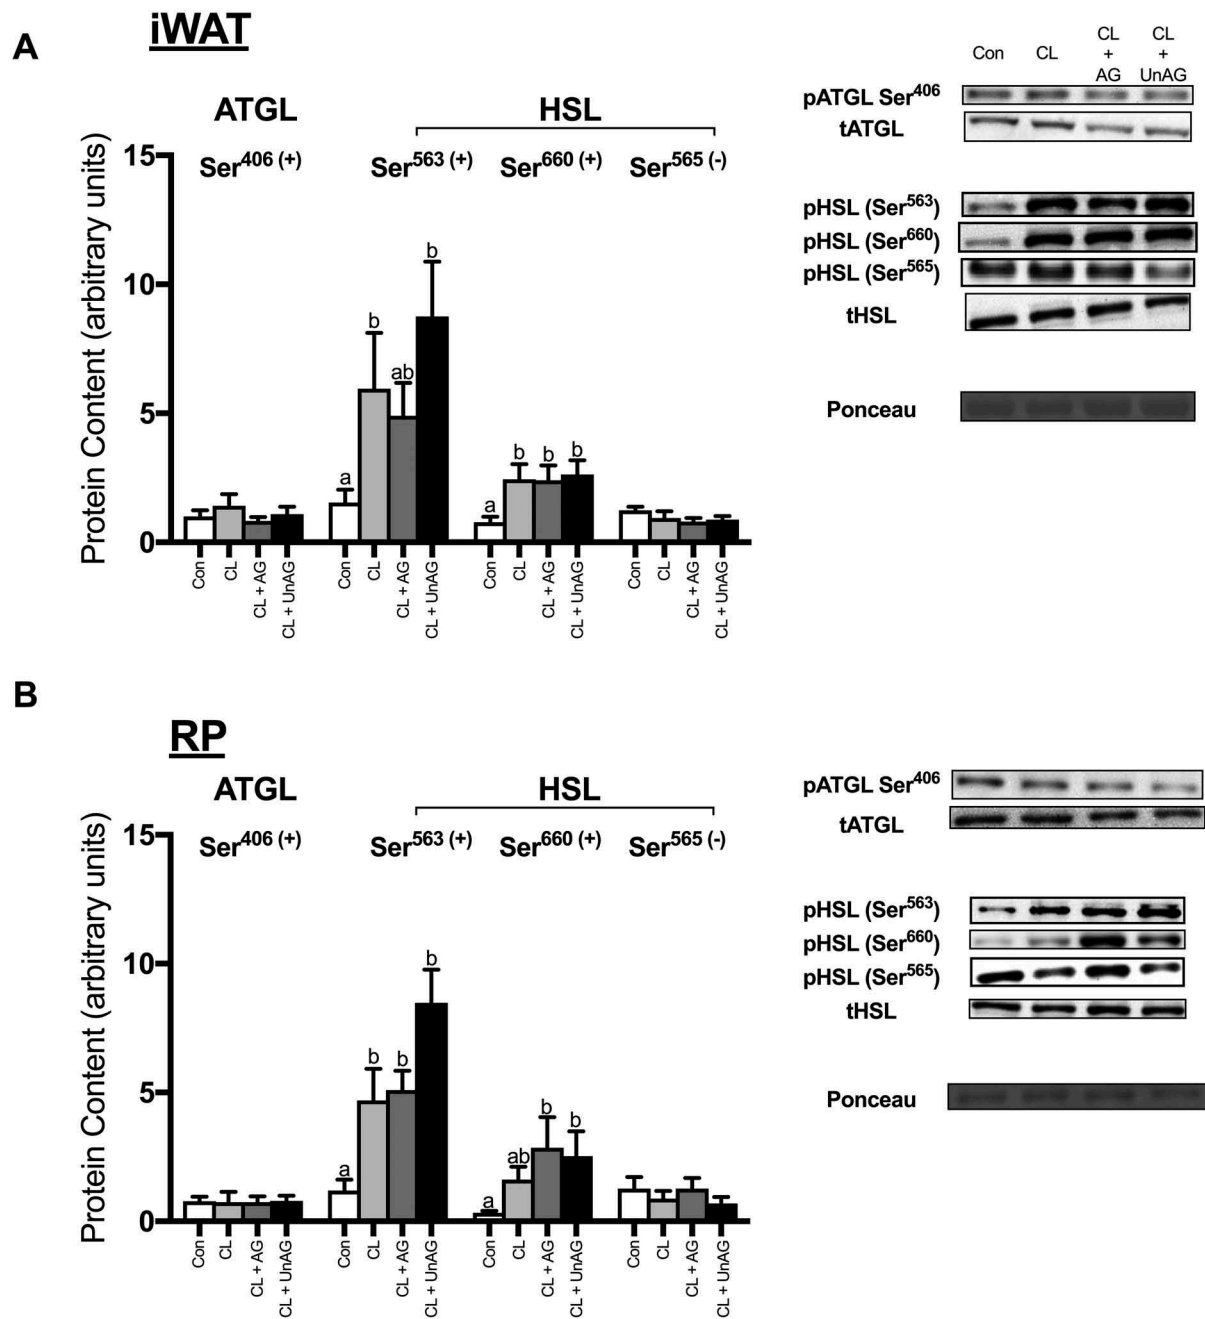 A
iWAT
ATGL HSL
Ser406 (+) Ser563 (+) Ser660 (+) Ser565 (-)
Protein Content (arbitrary units)
15
10
5
0
a b ab b
a b b b
Con CL CL + AG CL + UnAG Con CL CL + AG CL + UnAG Con CL CL + AG CL + UnAG Con CL CL + AG CL + UnAG
Con CL CL + AG CL + UnAG
pATGL Ser406
tATGL
pHSL (Ser563)
pHSL (Ser660)
pHSL (Ser565)
tHSL
Ponceau
B
RP
ATGL HSL
Ser406 (+) Ser563 (+) Ser660 (+) Ser565 (-)
Protein Content (arbitrary units)
15
10
5
0
a b b b
a ab b b
Con CL CL + AG CL + UnAG Con CL CL + AG CL + UnAG Con CL CL + AG CL + UnAG Con CL CL + AG CL + UnAG
pATGL Ser406
tATGL
pHSL (Ser563)
pHSL (Ser660)
pHSL (Ser565)
tHSL
Ponceau